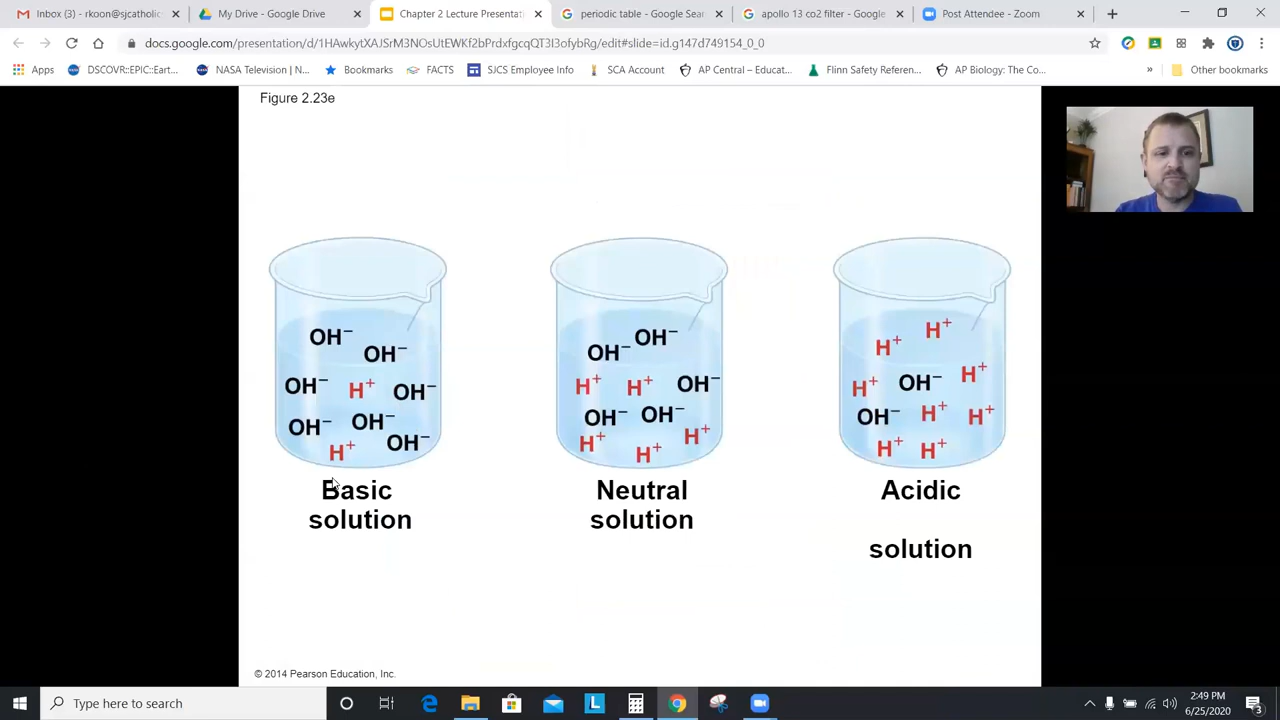 Inbox (3) - rkoon@sjcatholic
My Drive - Google Drive
Chapter 2 Lecture Presentati
periodic table - Google Sear
apollo 13 co2 filter - Google
Post Attendee - Zoom
docs.google.com/presentation/d/
/edit#slide=id.g147d749154_0_0
Apps
DSCOVR::EPIC::Eart...
NASA Television | N...
Bookmarks
FACTS
SJCS Employee Info
SCA Account
AP Central – Educat...
Flinn Safety Referen...
AP Biology: The Co...
»
Other bookmarks
Figure 2.23e
OH⁻
OH⁻
OH⁻ H⁺ OH⁻
OH⁻ OH⁻
OH⁻
H⁺
Basic
solution
OH⁻
OH⁻
H⁺ H⁺ OH⁻
OH⁻ OH⁻
H⁺ H⁺ H⁺
Neutral
solution
H⁺
H⁺
H⁺ OH⁻ H⁺
OH⁻ H⁺ H⁺
H⁺ H⁺
Acidic
solution
© 2014 Pearson Education, Inc.
Type here to search
L
2:49 PM
6/25/2020
3